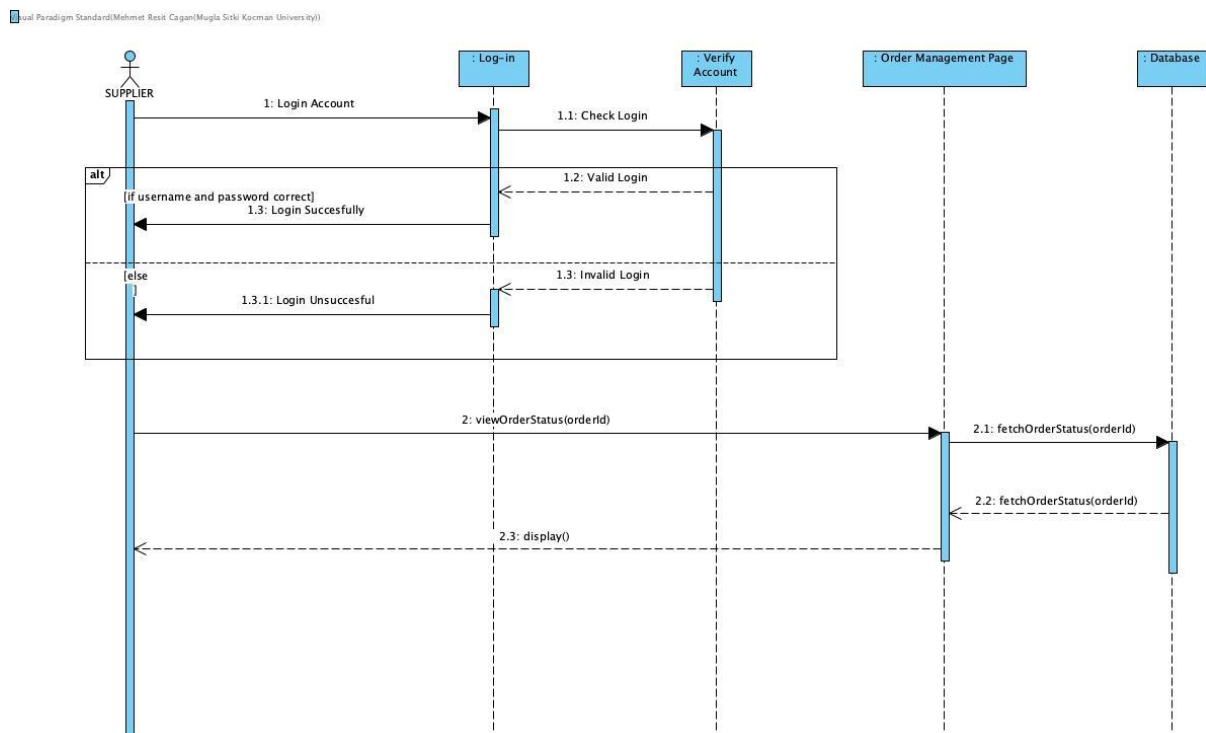 Visual Paradigm Standard(Mehmet Resit Cagan(Mugla Sitki Kocman University))
SUPPLIER
: Log-in
: Verify
Account
: Order Management Page
: Database
1: Login Account
1.1: Check Login
alt
1.2: Valid Login
[if username and password correct]
1.3: Login Succesfully
[else
]
1.3: Invalid Login
1.3.1: Login Unsuccesful
2: viewOrderStatus(orderId)
2.1: fetchOrderStatus(orderId)
2.2: fetchOrderStatus(orderId)
2.3: display()